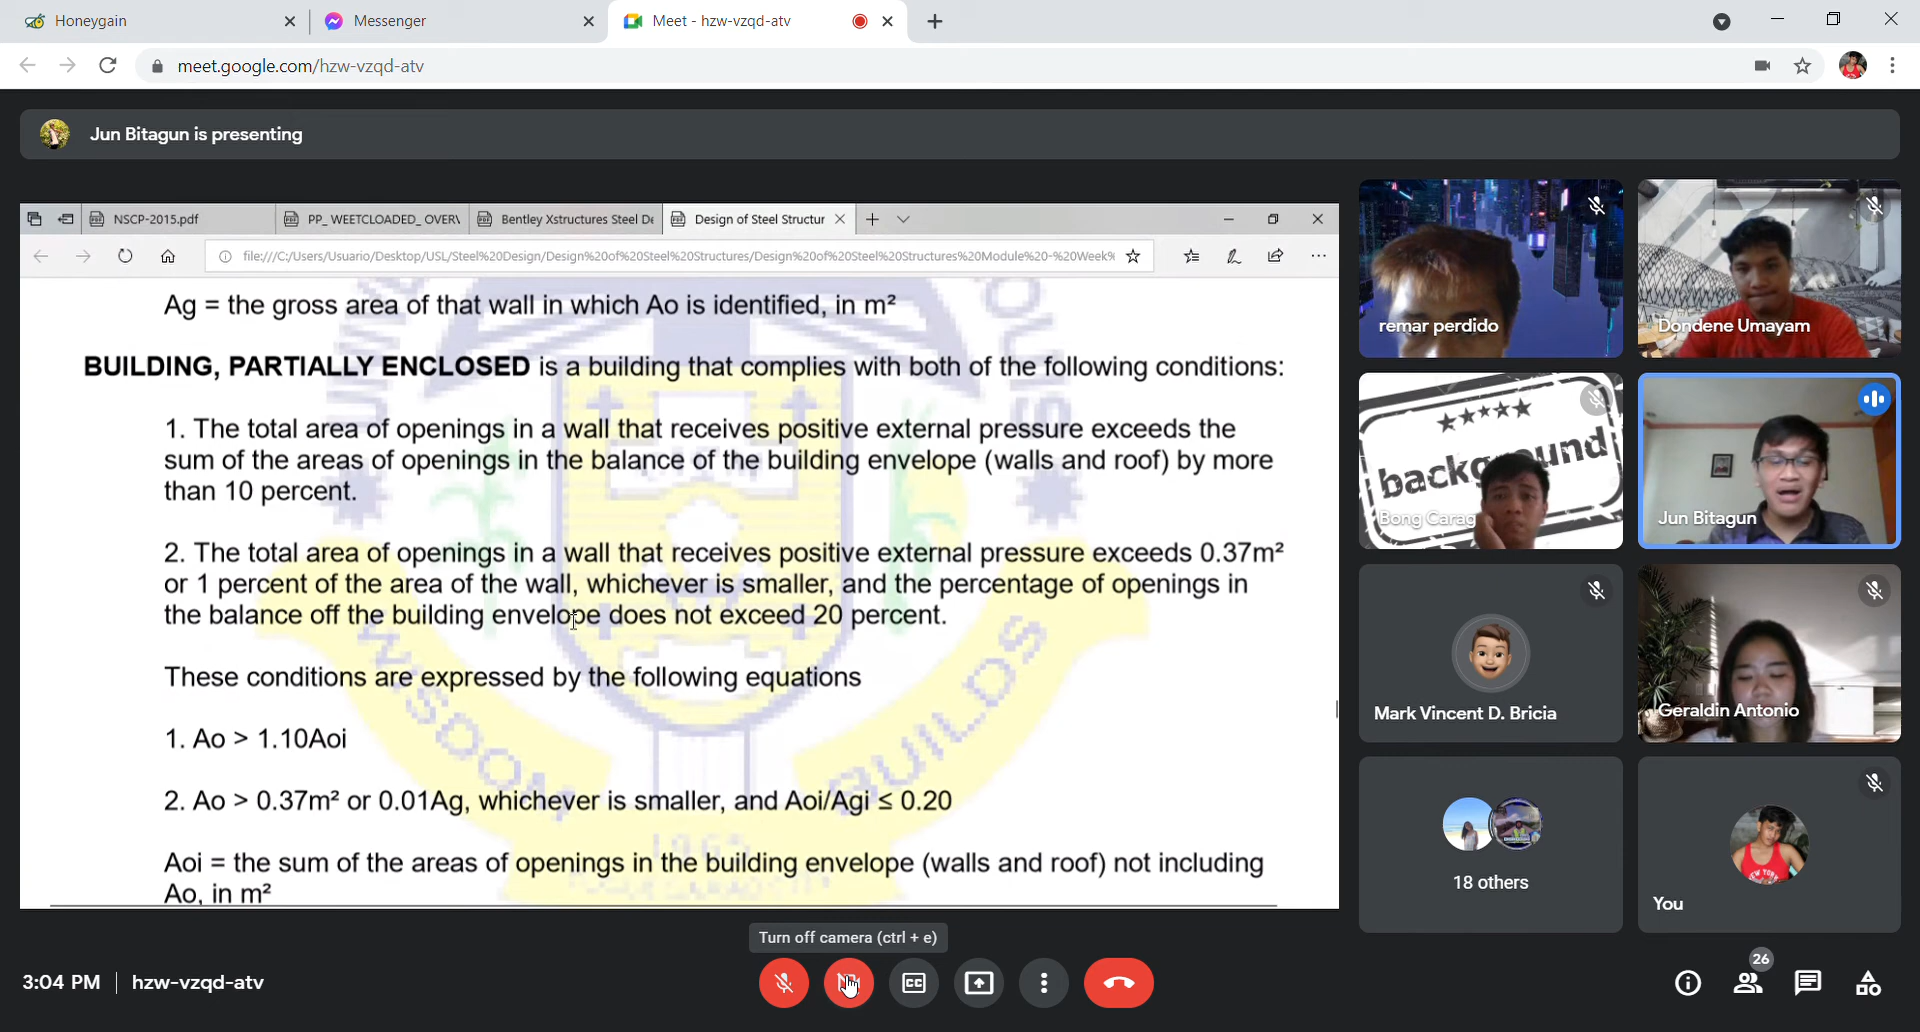 Honeygain
Messenger
Meet - hzw-vzqd-atv
meet.google.com/hzw-vzqd-atv
Jun Bitagun is presenting
NSCP-2015.pdf
PP_ WEETCLOADED_ OVER\
Bentley Xstructures Steel De
Design of Steel Structur
file:///C:/Users/Usuario/Desktop/USL/Steel%20Design/Design%20of%20Steel%20Structures/Design%20of%20Steel%20Structures%20Module%20-%20Week%
Ag = the gross area of that wall in which Ao is identified, in m²
BUILDING, PARTIALLY ENCLOSED is a building that complies with both of the following conditions:
1. The total area of openings in a wall that receives positive external pressure exceeds the
sum of the areas of openings in the balance of the building envelope (walls and roof) by more
than 10 percent.
2. The total area of openings in a wall that receives positive external pressure exceeds 0.37m²
or 1 percent of the area of the wall, whichever is smaller, and the percentage of openings in
the balance off the building envelope does not exceed 20 percent.
These conditions are expressed by the following equations
1. Ao > 1.10Aoi
2. Ao > 0.37m² or 0.01Ag, whichever is smaller, and Aoi/Agi ≤ 0.20
Aoi = the sum of the areas of openings in the building envelope (walls and roof) not including
Ao, in m²
WISDOM
BUILDS
1965
remar perdido
Dondene Umayam
background
Bong Carag
Jun Bitagun
Mark Vincent D. Bricia
Geraldin Antonio
18 others
NEW YORK
You
Turn off camera (ctrl + e)
3:04 PM
hzw-vzqd-atv
CC
26